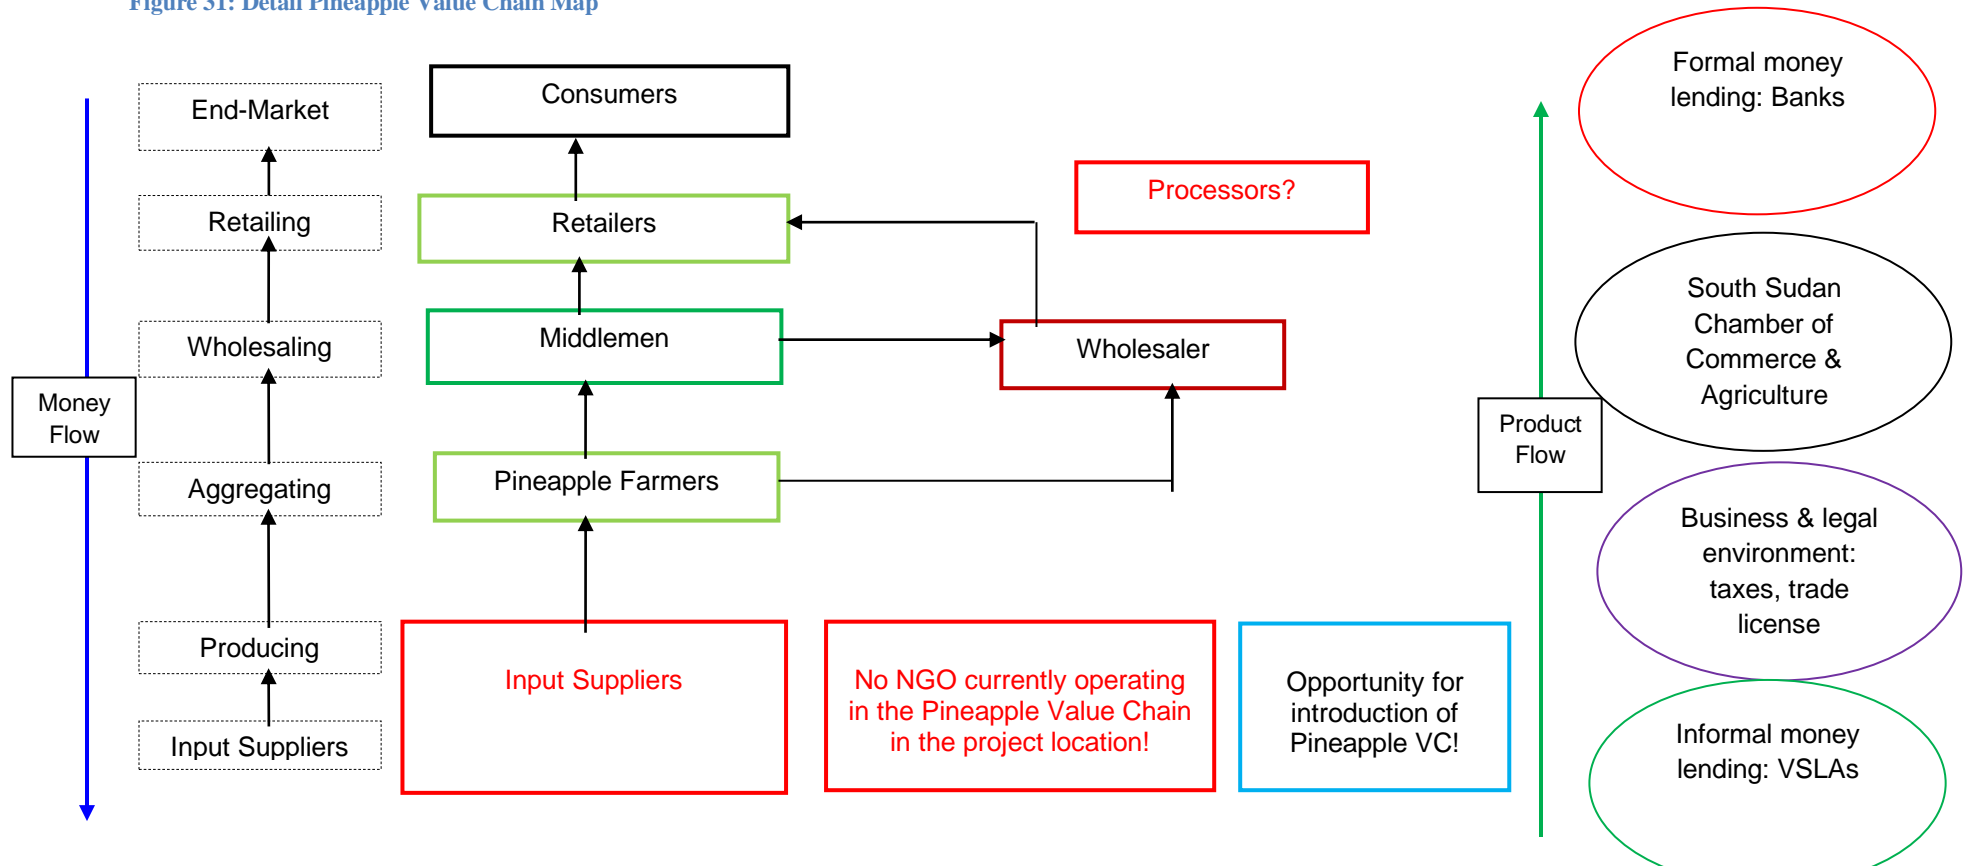 Figure 31: Detail Pineapple Value Chain Map
End-Market
Retailing
Wholesaling
Aggregating
Producing
Input Suppliers
Money
Flow
Consumers
Retailers
Middlemen
Pineapple Farmers
Input Suppliers
Processors?
Wholesaler
No NGO currently operating
in the Pineapple Value Chain
in the project location!
Opportunity for
introduction of
Pineapple VC!
Product
Flow
Formal money
lending: Banks
South Sudan
Chamber of
Commerce &
Agriculture
Business & legal
environment:
taxes, trade
license
Informal money
lending: VSLAs